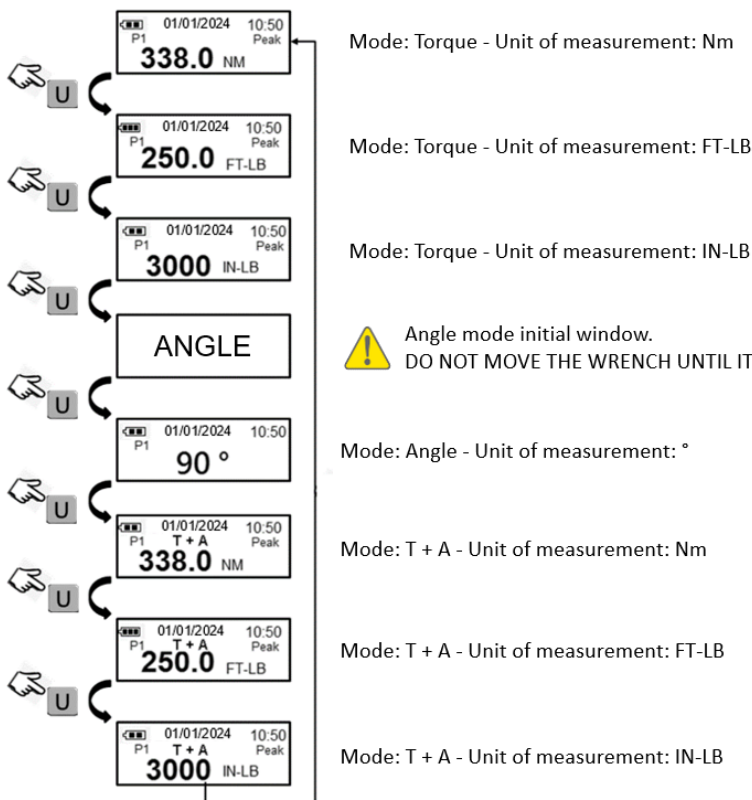 01/01/2024 10:50
P1 Peak
338.0 NM
Mode: Torque - Unit of measurement: Nm
U
01/01/2024 10:50
P1 Peak
250.0 FT-LB
Mode: Torque - Unit of measurement: FT-LB
U
01/01/2024 10:50
P1 Peak
3000 IN-LB
Mode: Torque - Unit of measurement: IN-LB
U
ANGLE
Angle mode initial window.
DO NOT MOVE THE WRENCH UNTIL IT
U
01/01/2024 10:50
P1
90 °
Mode: Angle - Unit of measurement: °
U
01/01/2024 10:50
P1 T + A Peak
338.0 NM
Mode: T + A - Unit of measurement: Nm
U
01/01/2024 10:50
P1 T + A Peak
250.0 FT-LB
Mode: T + A - Unit of measurement: FT-LB
U
01/01/2024 10:50
P1 T + A Peak
3000 IN-LB
Mode: T + A - Unit of measurement: IN-LB